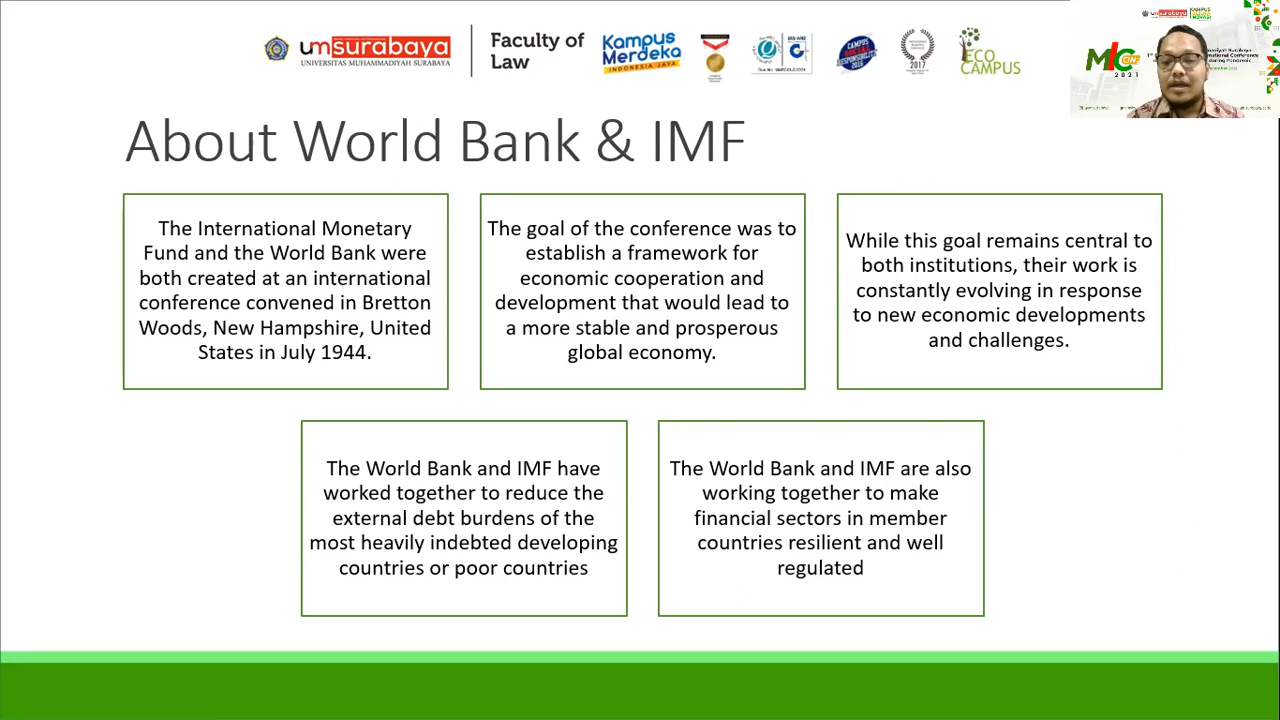 umsurabaya
UNIVERSITAS MUHAMMADIYAH SURABAYA
Faculty of
Law
Kampus
Merdeka
INDONESIA JAYA
CAMPUS
SOCIAL
RESPONSIBILITY
2017
ECO
CAMPUS
2021
About World Bank & IMF
The International Monetary
Fund and the World Bank were
both created at an international
conference convened in Bretton
Woods, New Hampshire, United
States in July 1944.
The goal of the conference was to
establish a framework for
economic cooperation and
development that would lead to
a more stable and prosperous
global economy.
While this goal remains central to
both institutions, their work is
constantly evolving in response
to new economic developments
and challenges.
The World Bank and IMF have
worked together to reduce the
external debt burdens of the
most heavily indebted developing
countries or poor countries
The World Bank and IMF are also
working together to make
financial sectors in member
countries resilient and well
regulated